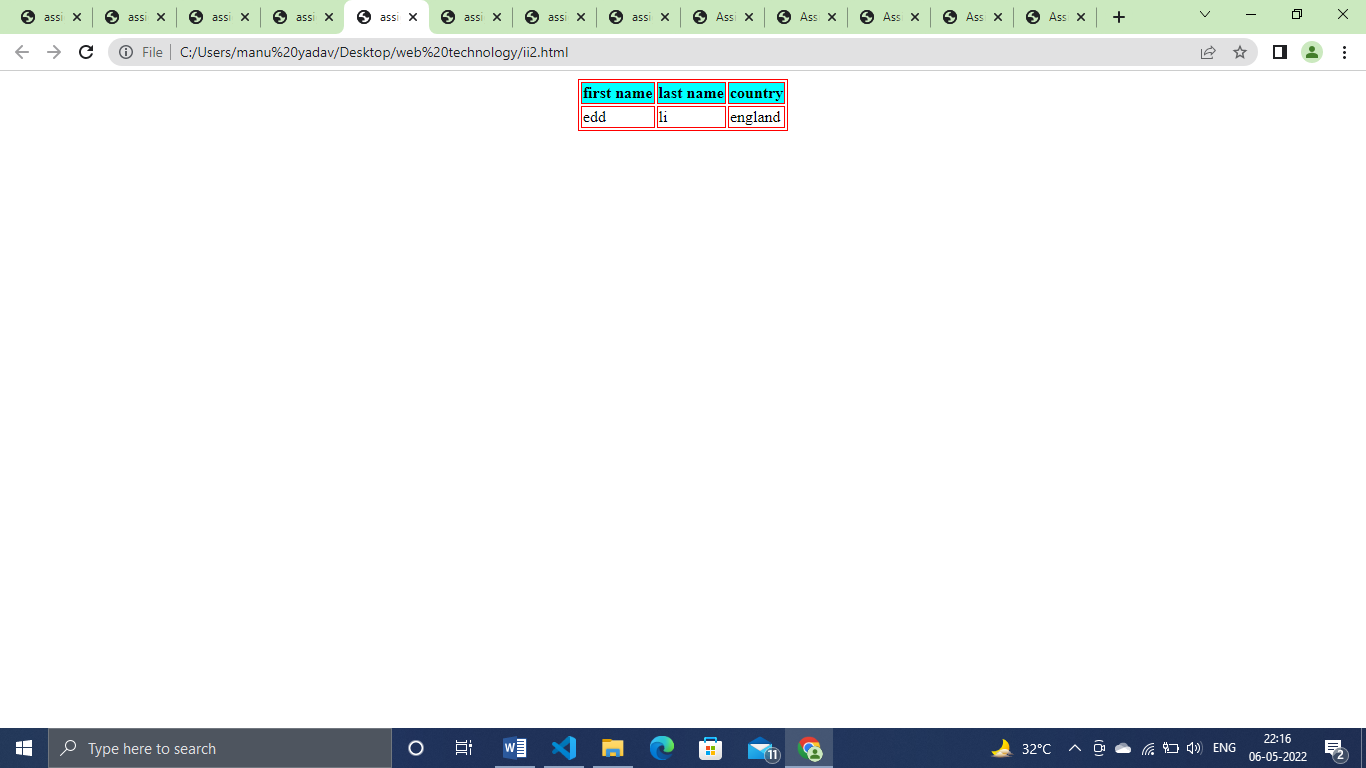 assi assi assi assi assi assi assi assi Ass Ass Ass Ass Ass
File C:/Users/manu%20yadav/Desktop/web%20technology/ii2.html
first name last name country
edd li england
Type here to search 11 32°C ENG 22:16 2
06-05-2022